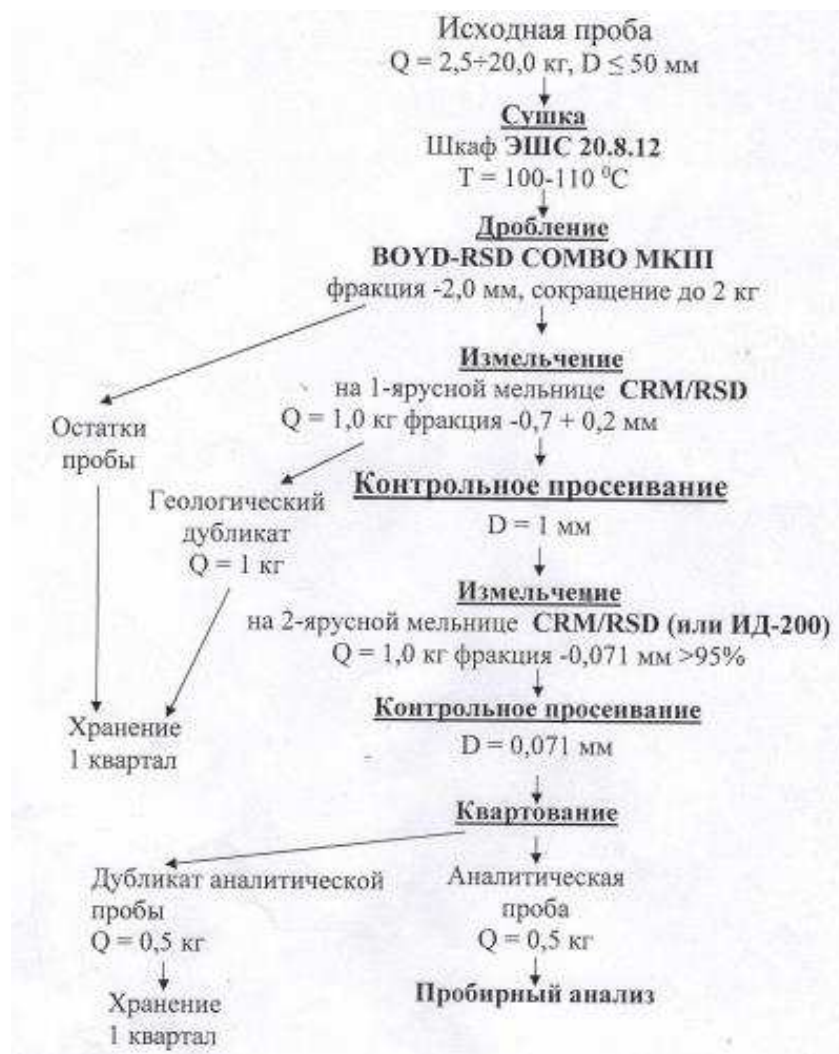 Исходная проба
Q = 2,5÷20,0 кг, D ≤ 50 мм
Сушка
Шкаф ЭШС 20.8.12
T = 100-110 ⁰C
Дробление
BOYD-RSD COMBO MKIII
фракция -2,0 мм, сокращение до 2 кг
Измельчение
на 1-ярусной мельнице CRM/RSD
Q = 1,0 кг фракция -0,7 + 0,2 мм
Остатки
пробы
Геологический
дубликат
Q = 1 кг
Контрольное просеивание
D = 1 мм
Измельчение
на 2-ярусной мельнице CRM/RSD (или ИД-200)
Q = 1,0 кг фракция -0,071 мм >95%
Хранение
1 квартал
Контрольное просеивание
D = 0,071 мм
Квартование
Дубликат аналитической
пробы
Q = 0,5 кг
Аналитическая
проба
Q = 0,5 кг
Хранение
1 квартал
Пробирный анализ